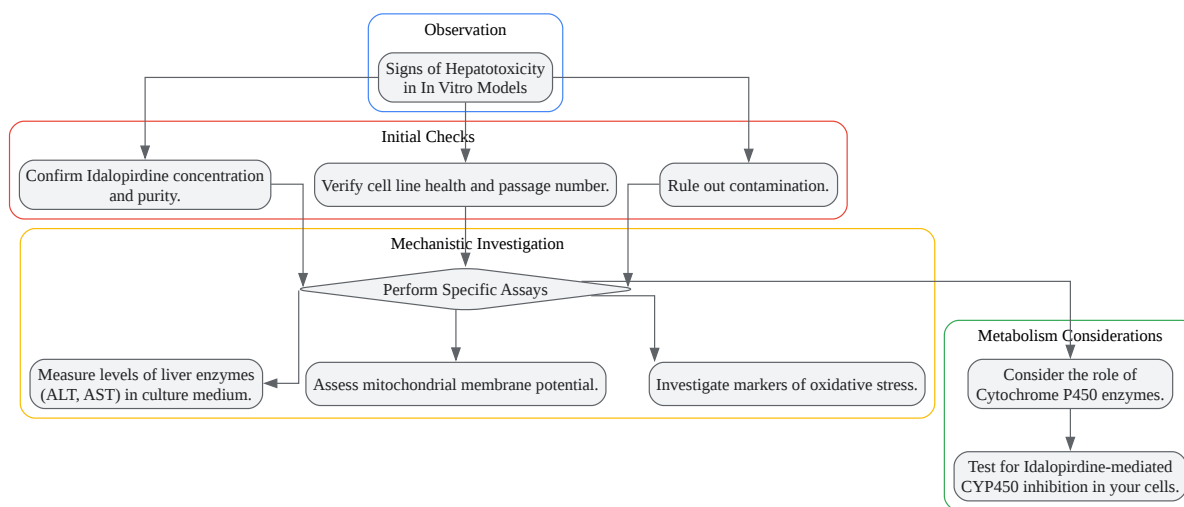 Observation
Signs of Hepatotoxicity
in In Vitro Models
Initial Checks
Confirm Idalopirdine concentration
and purity.
Verify cell line health and passage number.
Rule out contamination.
Mechanistic Investigation
Perform Specific Assays
Measure levels of liver enzymes
(ALT, AST) in culture medium.
Assess mitochondrial membrane potential.
Investigate markers of oxidative stress.
Metabolism Considerations
Consider the role of
Cytochrome P450 enzymes.
Test for Idalopirdine-mediated
CYP450 inhibition in your cells.